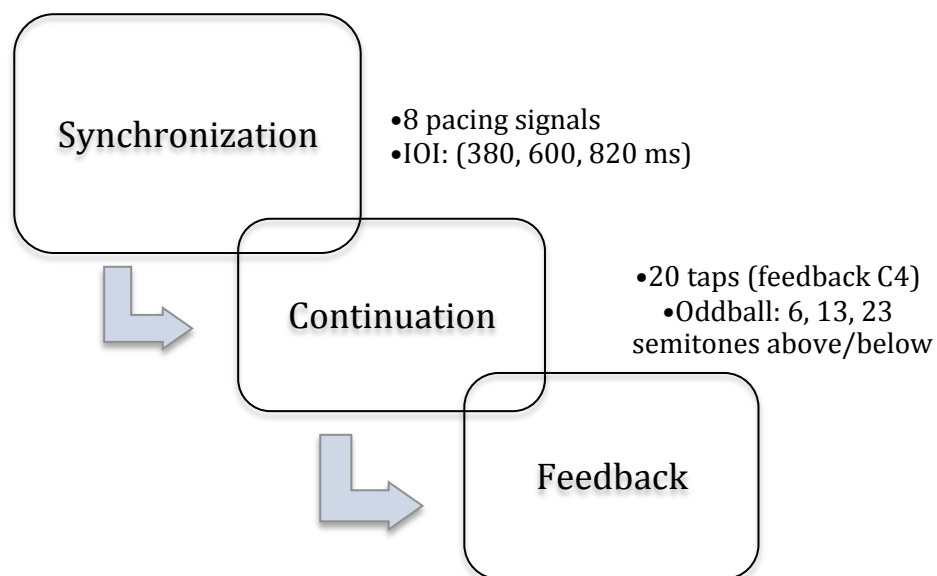 Synchronization
•8 pacing signals
•IOI: (380, 600, 820 ms)
Continuation
•20 taps (feedback C4)
•Oddball: 6, 13, 23
semitones above/below
Feedback